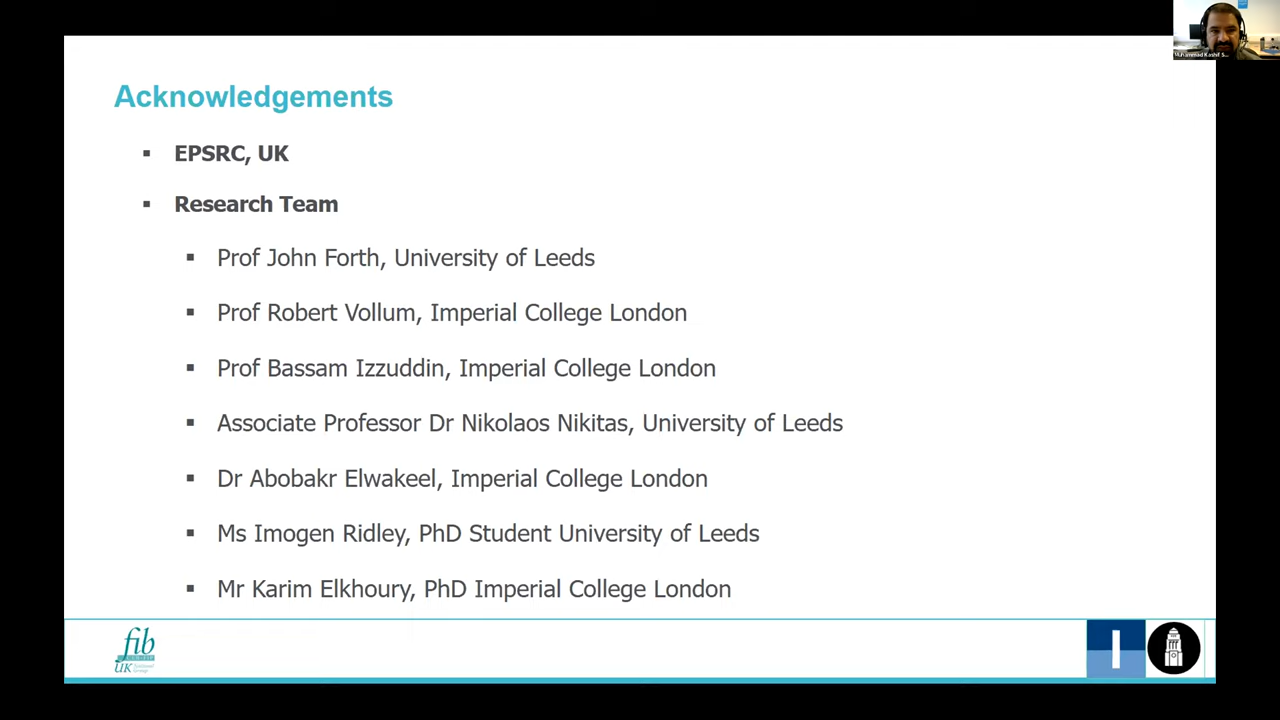 Muhammad Kashif S...
Acknowledgements
▪ EPSRC, UK
▪ Research Team
▪ Prof John Forth, University of Leeds
▪ Prof Robert Vollum, Imperial College London
▪ Prof Bassam Izzuddin, Imperial College London
▪ Associate Professor Dr Nikolaos Nikitas, University of Leeds
▪ Dr Abobakr Elwakeel, Imperial College London
▪ Ms Imogen Ridley, PhD Student University of Leeds
▪ Mr Karim Elkhoury, PhD Imperial College London
fib
UK
I